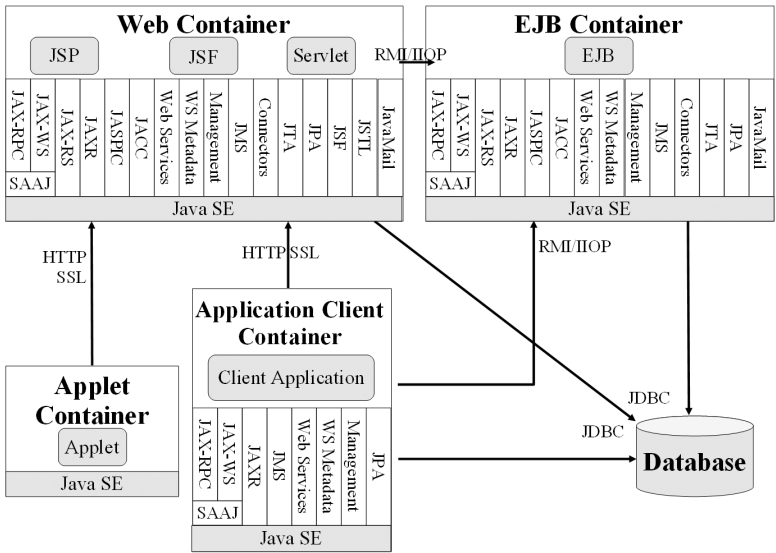 Web Container
JSP
JSF
Servlet
JAX-RPC
JAX-WS
SAAJ
JAX-RS
JAXR
JASPIC
JACC
Web Services
WS Metadata
Management
JMS
Connectors
JTA
JPA
JSF
JSTL
JavaMail
Java SE
RMI/IIOP
EJB Container
EJB
JAX-RPC
JAX-WS
SAAJ
JAX-RS
JAXR
JASPIC
JACC
Web Services
WS Metadata
Management
JMS
Connectors
JTA
JPA
JavaMail
Java SE
HTTP
SSL
HTTP SSL
RMI/IIOP
Application Client
Container
Client Application
JAX-RPC
JAX-WS
SAAJ
JAXR
JMS
Web Services
WS Metadata
Management
JPA
Java SE
Applet
Container
Applet
Java SE
JDBC
JDBC
Database